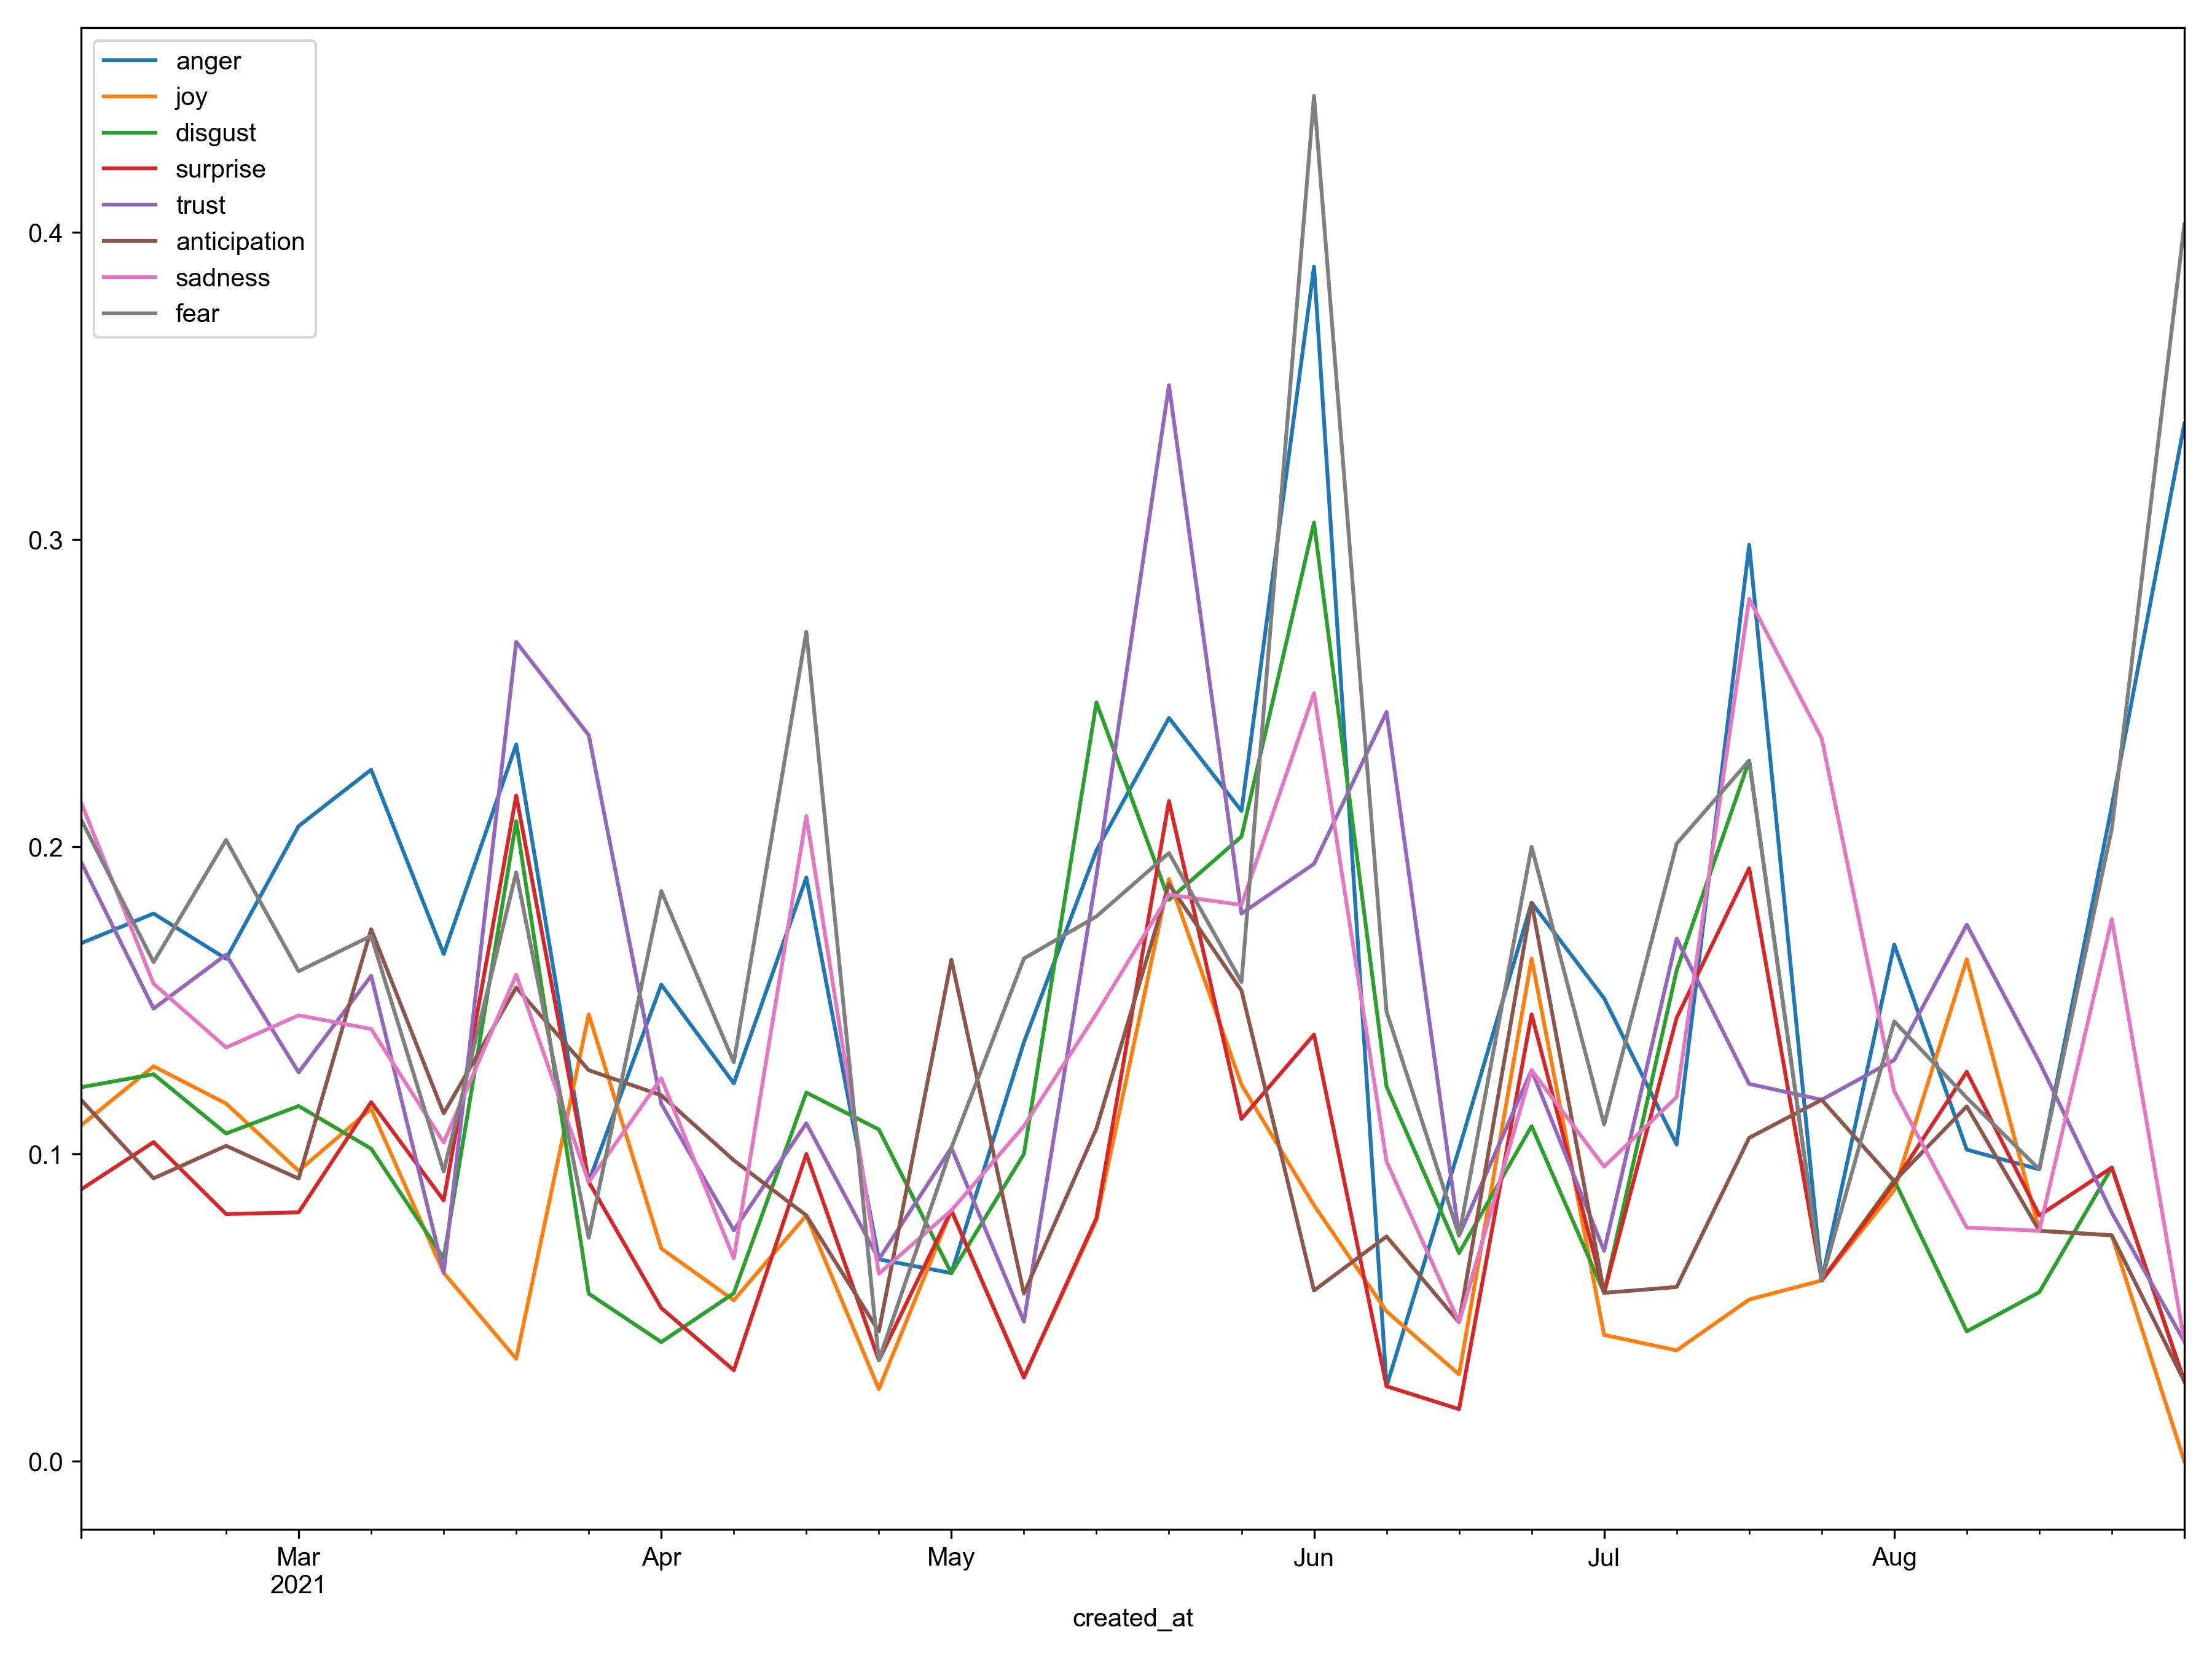 anger
joy
disgust
surprise
trust
anticipation
sadness
fear
0.4
0.3
0.2
0.1
0.0
Mar Apr May Jun Jul Aug
2021
created_at